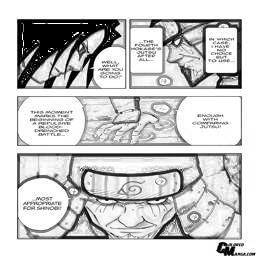 IN WHICH
CASE,
I HAVE
NO CHOICE
BUT
TO USE...
...THE
FOURTH
HOKAGE'S
JUTSU
AFTER
ALL...
WELL,
WHAT
ARE YOU
GOING
TO DO?
ENOUGH
WITH
COMPARING
JUTSU!
THIS MOMENT
MARKS THE
BEGINNING OF
A REPULSIVE
BLOOD-
DRENCHED
BATTLE...
...MOST
APPROPRIATE
FOR SHINOBI!
COLORED
MANGA.COM